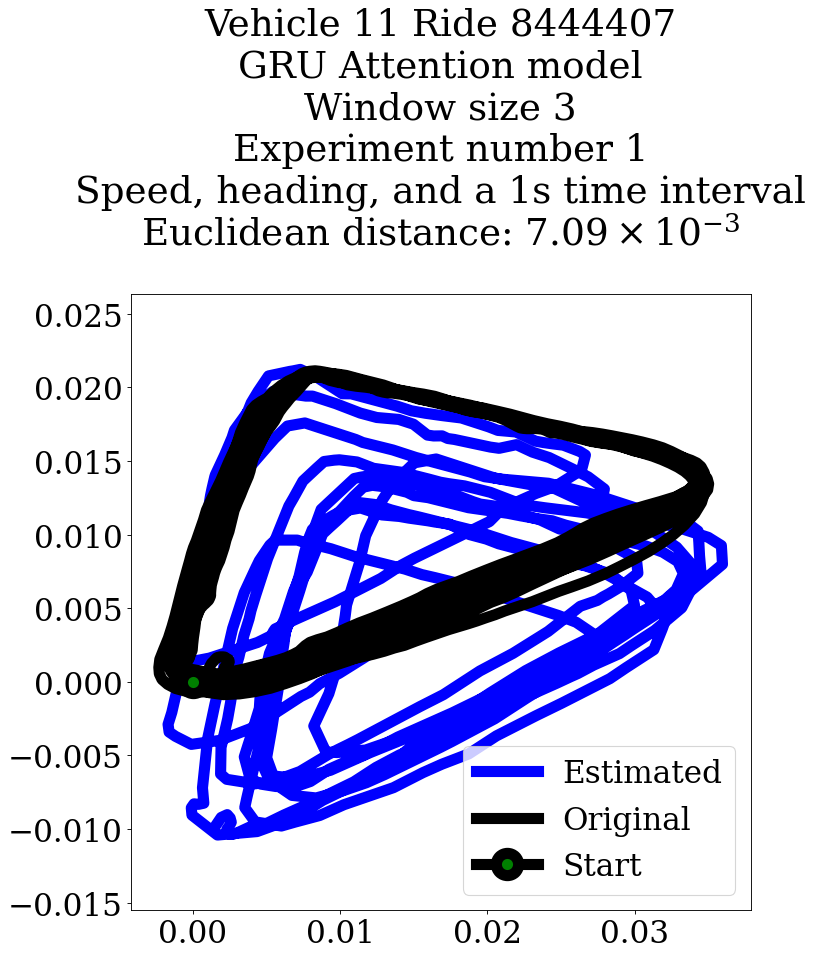 Vehicle 11 Ride 8444407
GRU Attention model
Window size 3
Experiment number 1
Speed, heading, and a 1s time interval
Euclidean distance: 7.09 × 10⁻³
0.025
0.020
0.015
0.010
0.005
0.000
−0.005
−0.010
−0.015
0.00 0.01 0.02 0.03
Estimated
Original
Start